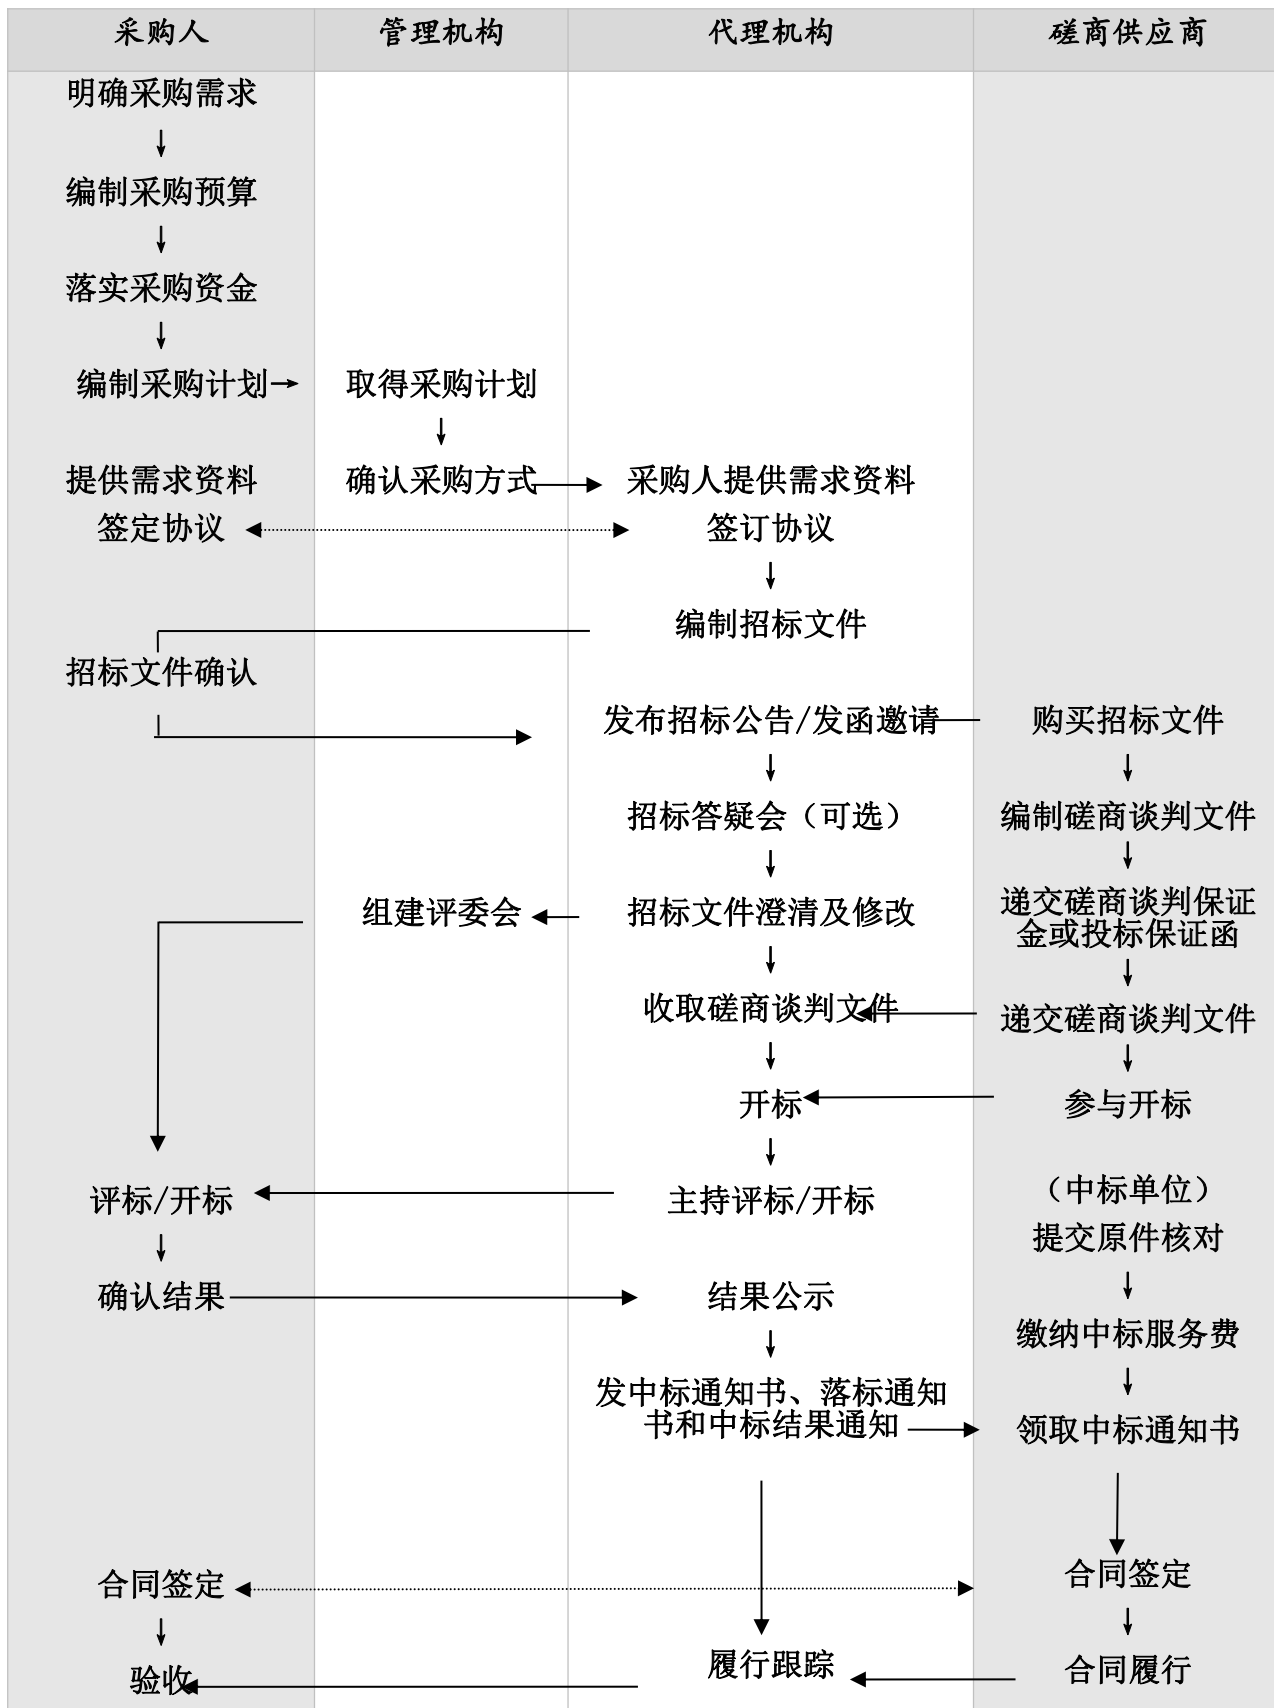 采购人 管理机构 代理机构 磋商供应商
明确采购需求
编制采购预算
落实采购资金
编制采购计划 取得采购计划
提供需求资料 确认采购方式 采购人提供需求资料
签定协议 签订协议
编制招标文件
招标文件确认
发布招标公告/发函邀请 购买招标文件
招标答疑会（可选） 编制磋商谈判文件
组建评委会 招标文件澄清及修改 递交磋商谈判保证
金或投标保证函
收取磋商谈判文件 递交磋商谈判文件
开标 参与开标
评标/开标 主持评标/开标 （中标单位）
提交原件核对
确认结果 结果公示
缴纳中标服务费
发中标通知书、落标通知
书和中标结果通知 领取中标通知书
合同签定 合同签定
验收 履行跟踪 合同履行